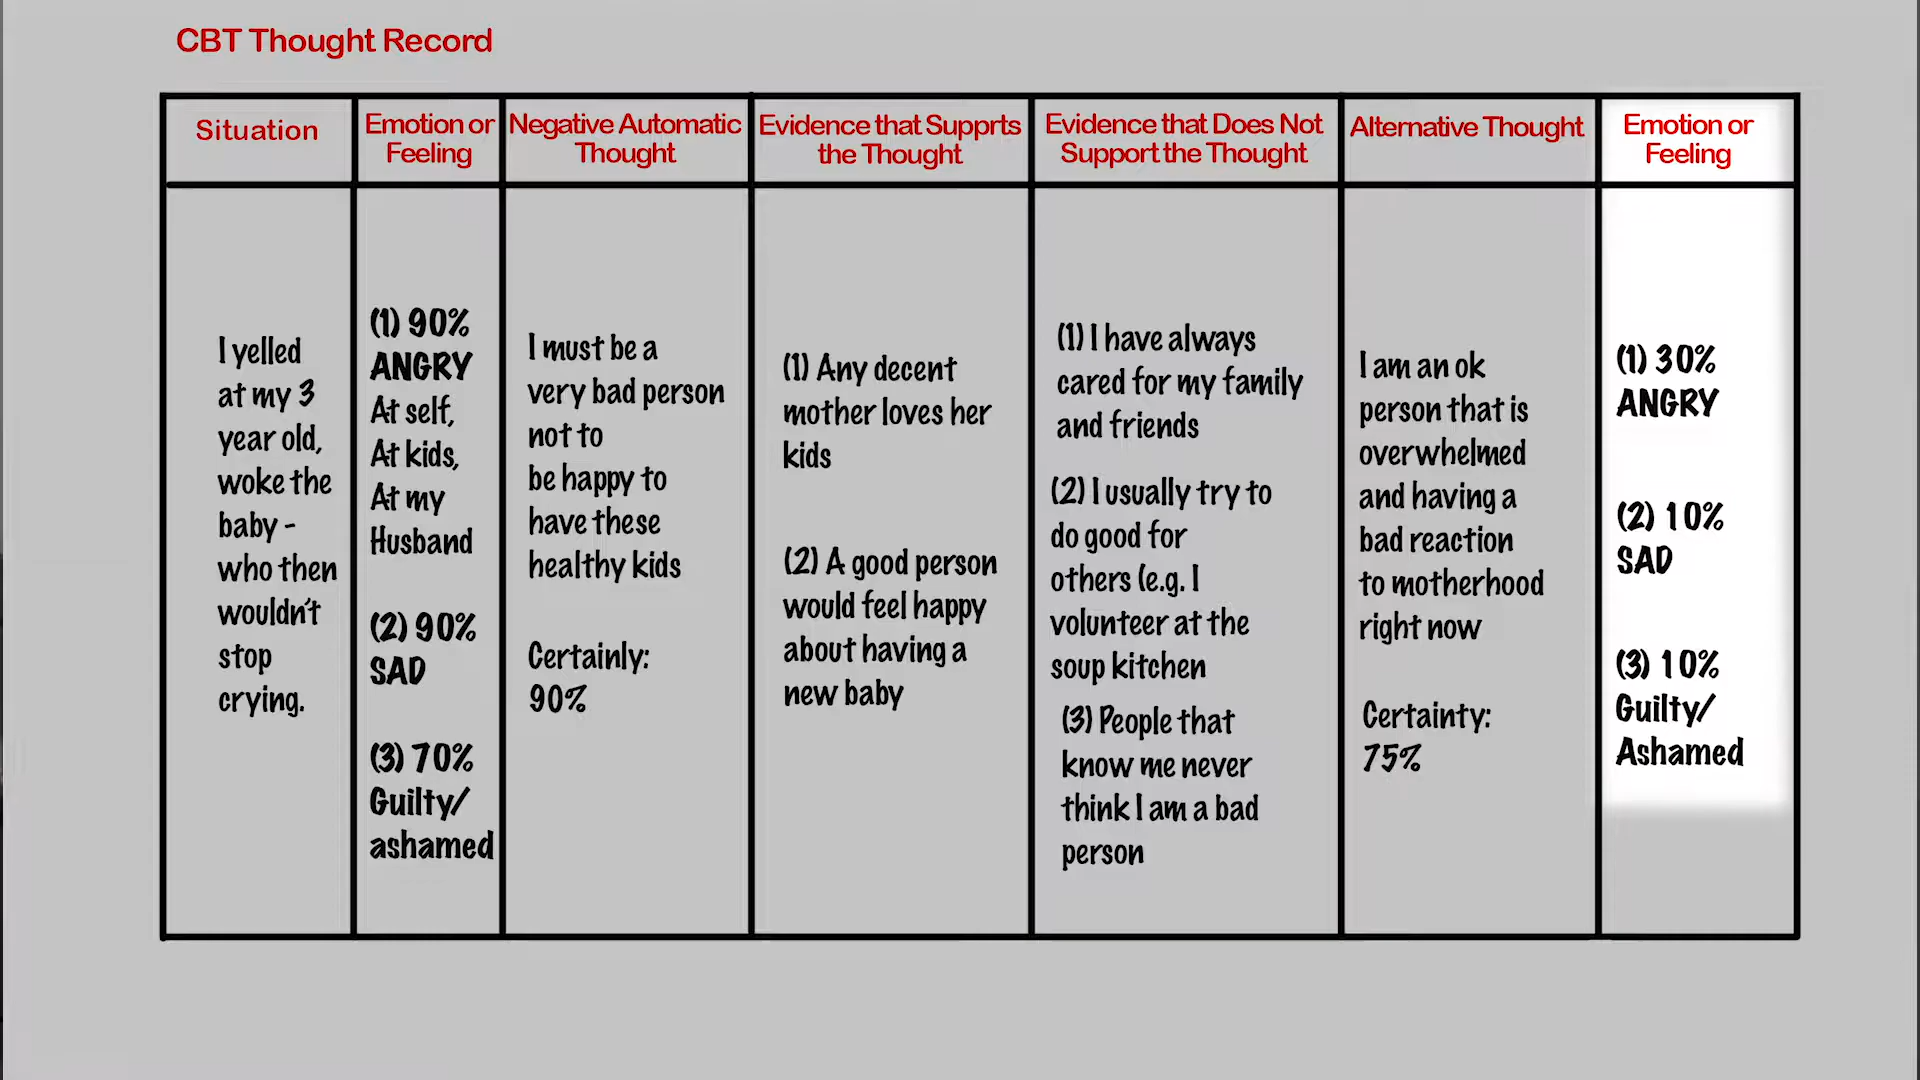 CBT Thought Record
Situation
Emotion or
Feeling
Negative Automatic
Thought
Evidence that Supprts
the Thought
Evidence that Does Not
Support the Thought
Alternative Thought
Emotion or
Feeling
I yelled
at my 3
year old,
woke the
baby -
who then
wouldn't
stop
crying.
(1) 90%
ANGRY
At self,
At kids,
At my
Husband
(2) 90%
SAD
(3) 70%
Guilty/
ashamed
I must be a
very bad person
not to
be happy to
have these
healthy kids
Certainly:
90%
(1) Any decent
mother loves her
kids
(2) A good person
would feel happy
about having a
new baby
(1) I have always
cared for my family
and friends
(2) I usually try to
do good for
others (e.g. I
volunteer at the
soup kitchen
(3) People that
know me never
think I am a bad
person
I am an ok
person that is
overwhelmed
and having a
bad reaction
to motherhood
right now
Certainty:
75%
(1) 30%
ANGRY
(2) 10%
SAD
(3) 10%
Guilty/
Ashamed